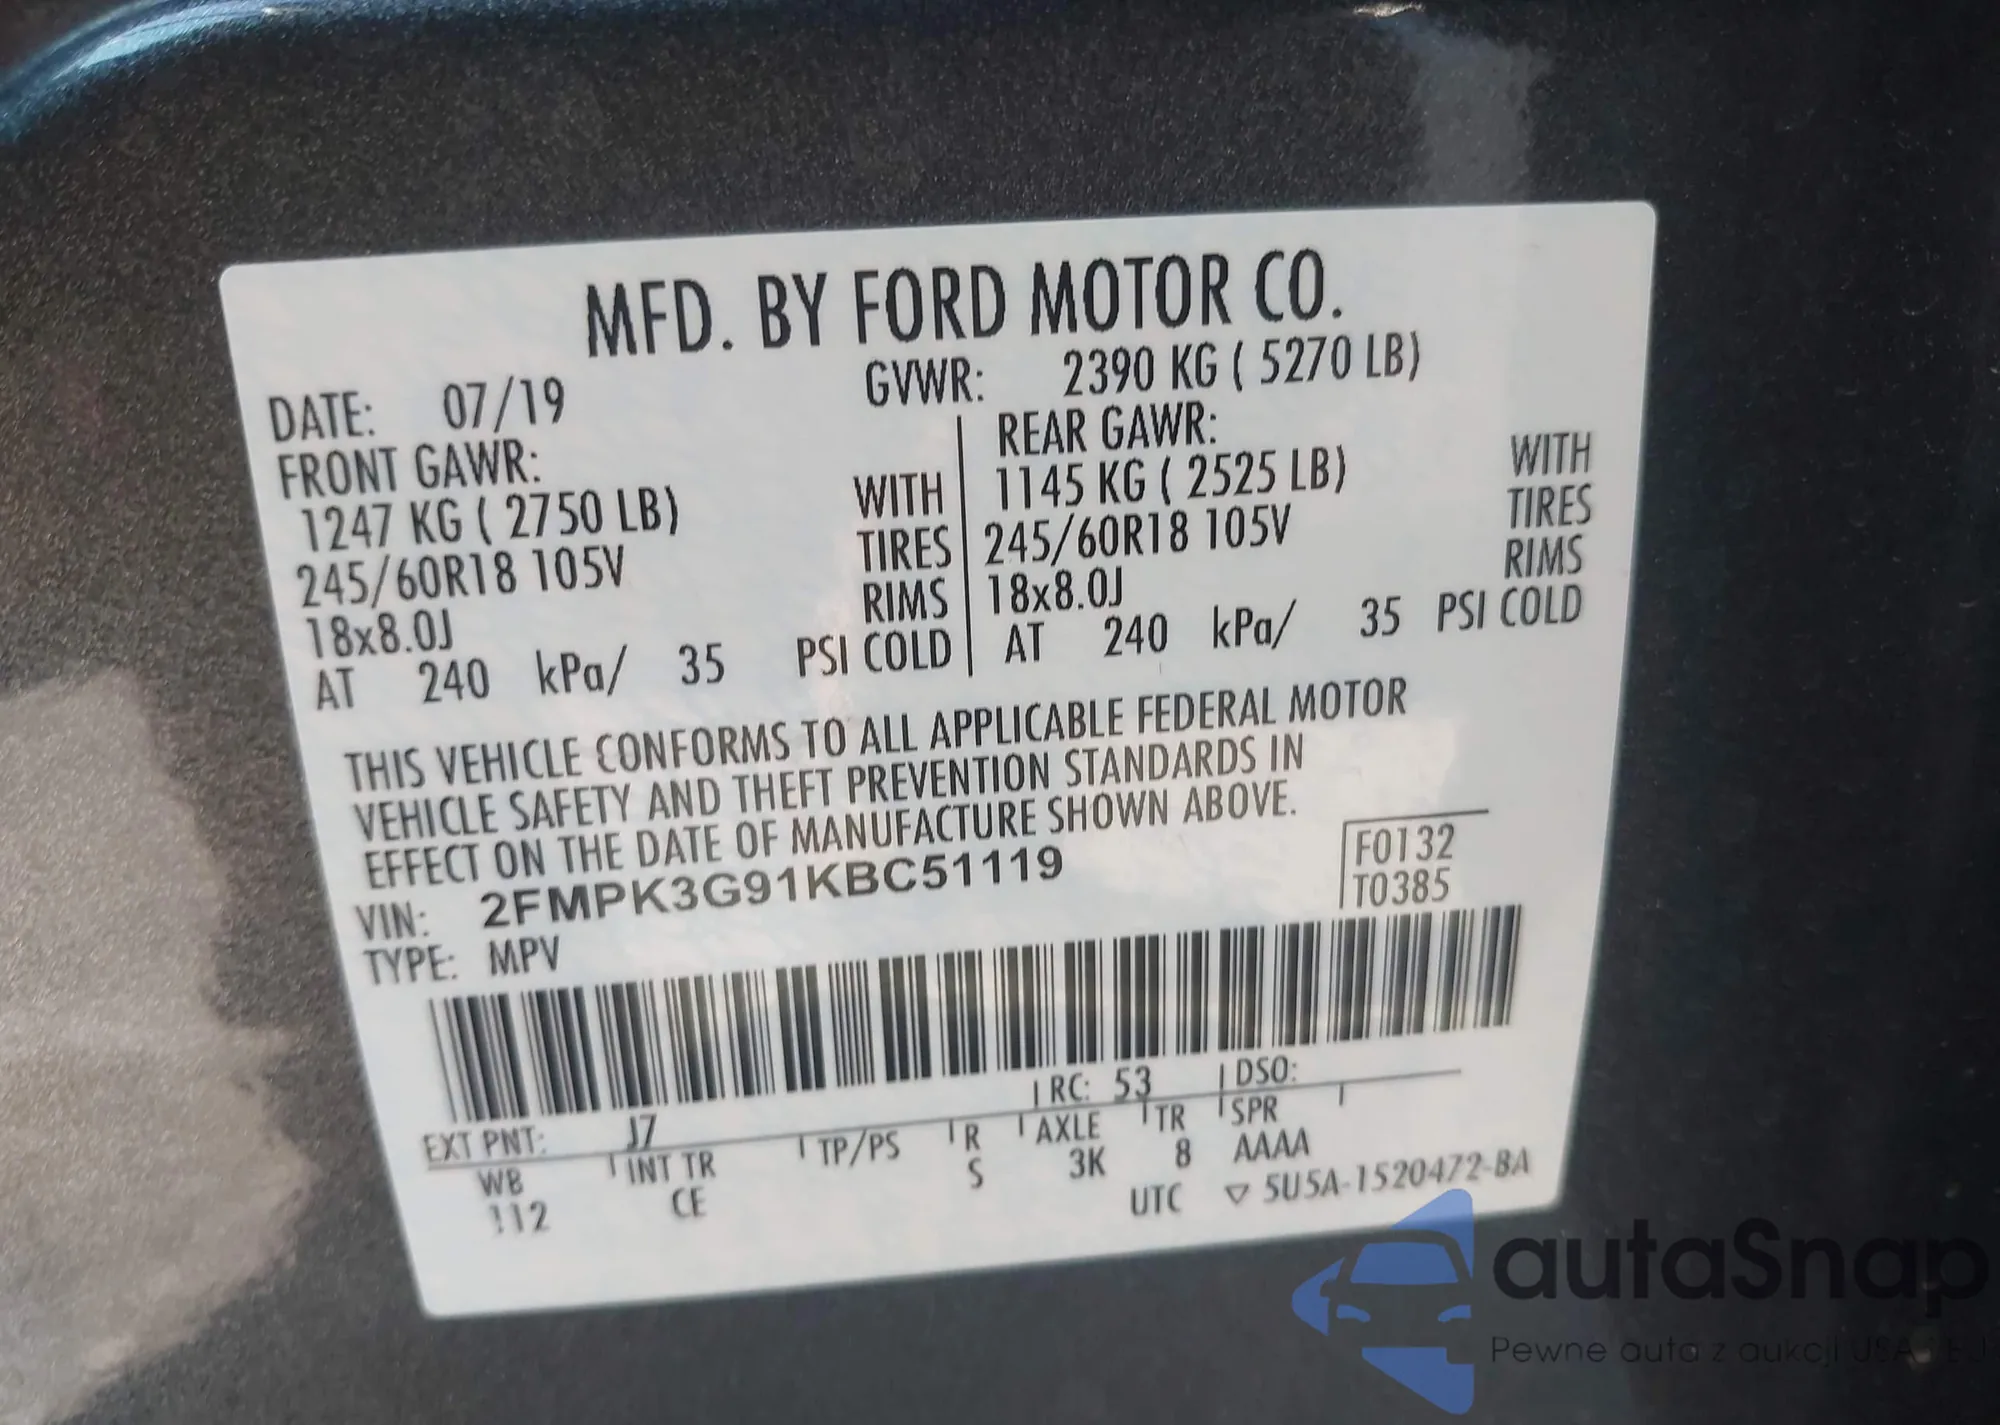 MFD. BY FORD MOTOR CO.
DATE: 07/19 GVWR: 2390 KG ( 5270 LB)
FRONT GAWR: REAR GAWR:
1247 KG ( 2750 LB) WITH 1145 KG ( 2525 LB) WITH
245/60R18 105V TIRES 245/60R18 105V TIRES
18x8.0J RIMS 18x8.0J RIMS
AT 240 kPa/ 35 PSI COLD AT 240 kPa/ 35 PSI COLD
THIS VEHICLE CONFORMS TO ALL APPLICABLE FEDERAL MOTOR
VEHICLE SAFETY AND THEFT PREVENTION STANDARDS IN
EFFECT ON THE DATE OF MANUFACTURE SHOWN ABOVE.
VIN: 2FMPK3G91KBC51119 F0132
TYPE: MPV T0385
EXT PNT: J7 RC: 53 DSO:
WB INT TR TP/PS R AXLE TR SPR
112 CE S 3K 8 AAAA
UTC ▽ 5U5A-1520472-BA
autaSnap
Pewne auta z aukcji USA